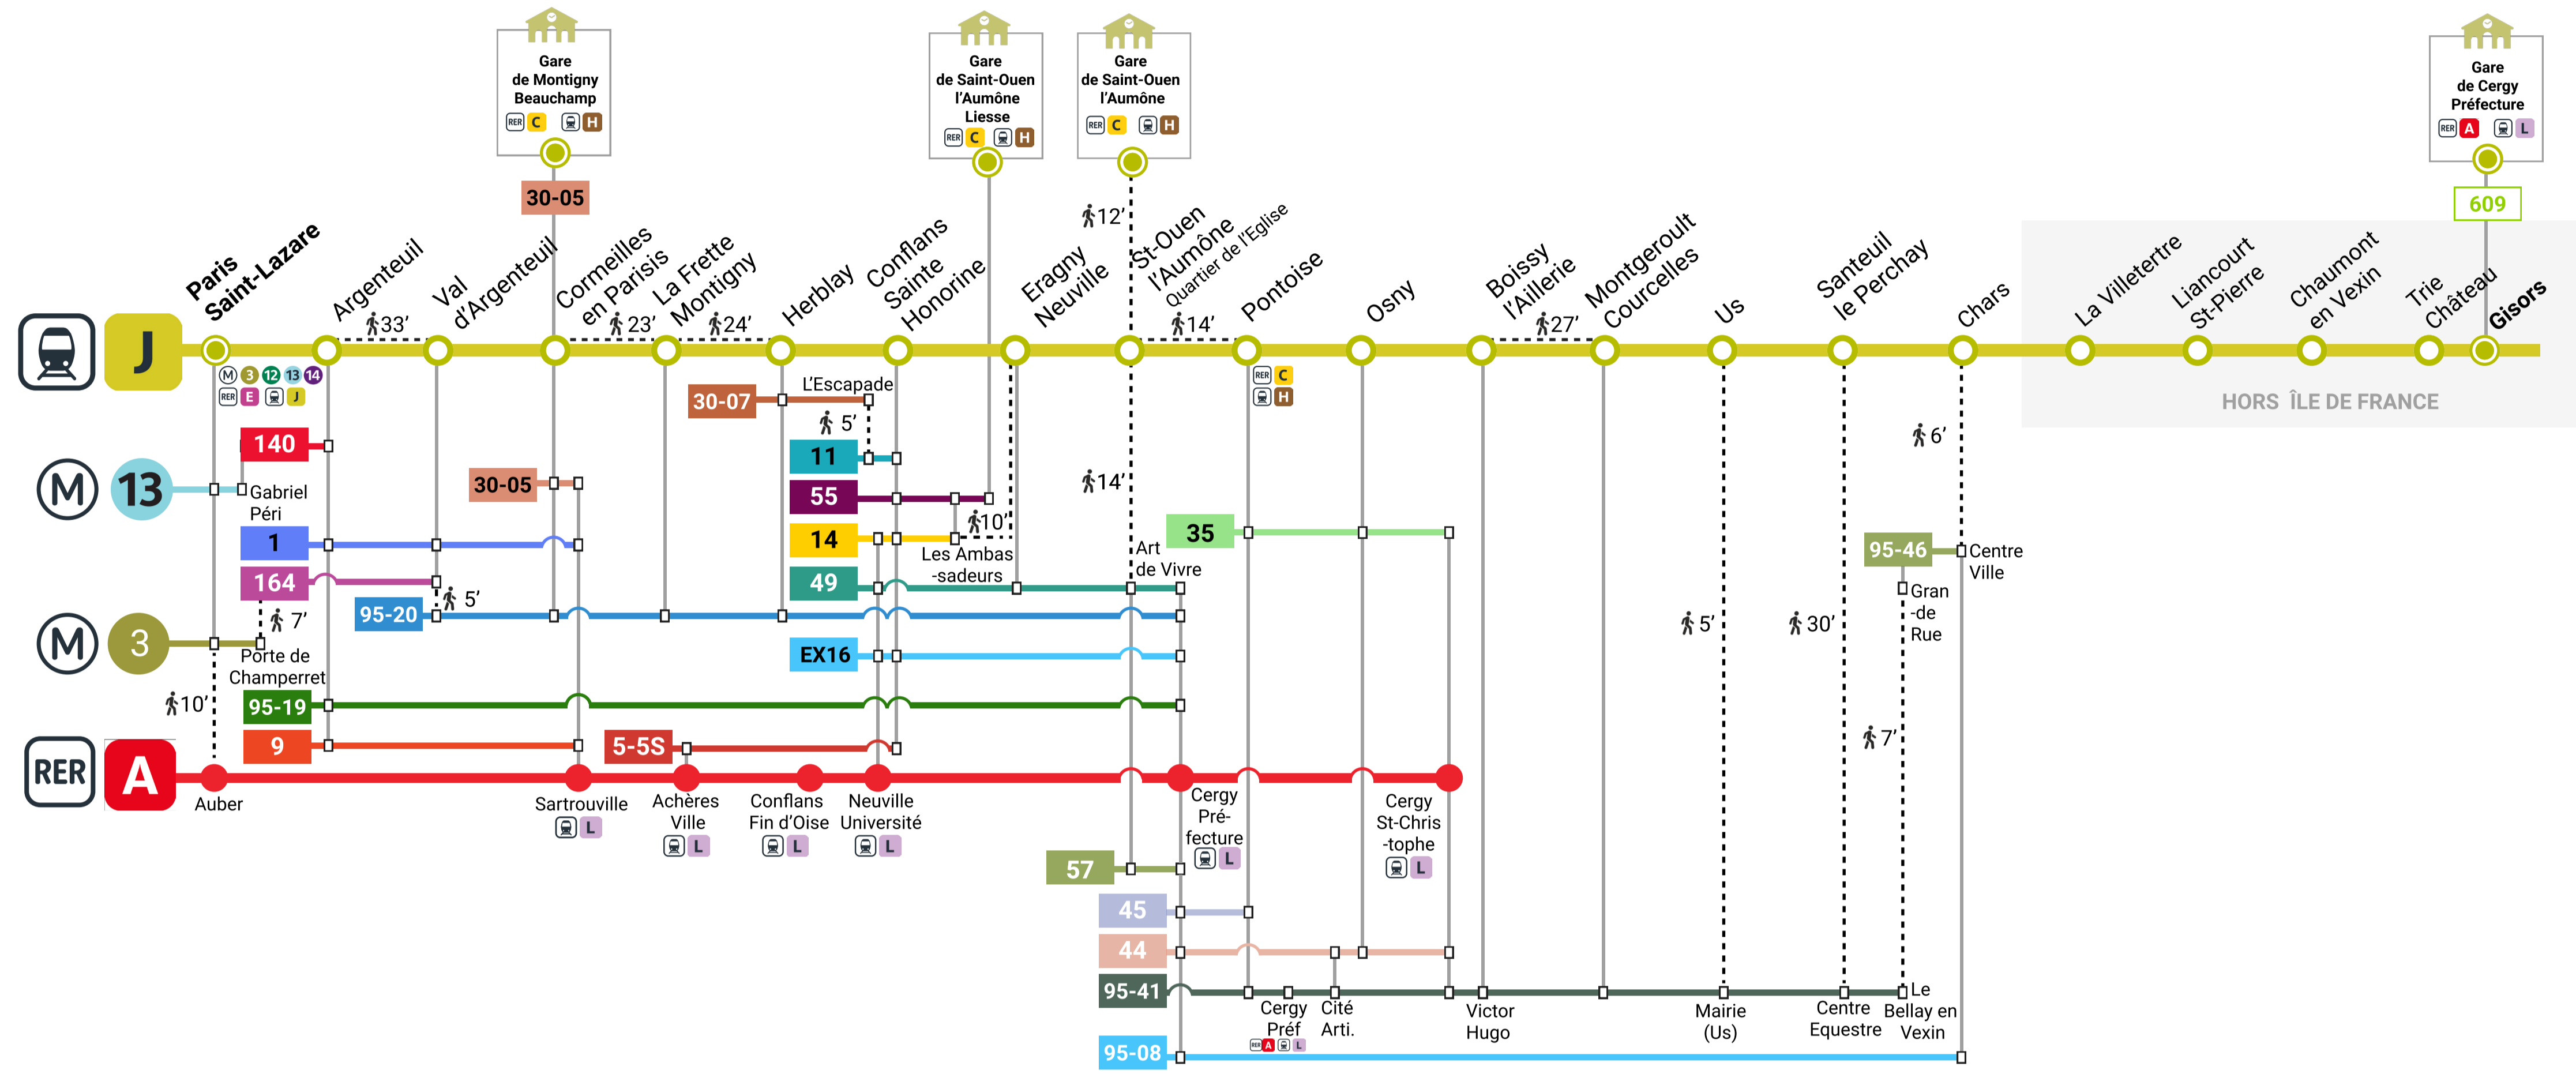 Gare
de Montigny
Beauchamp
RER C H
30-05
Gare
de Saint-Ouen
l’Aumône
Liesse
RER C H
Gare
de Saint-Ouen
l’Aumône
RER C H
12’
Gare
de Cergy
Préfecture
RER A L
609
Paris
Saint-Lazare
Argenteuil
Val
d’Argenteuil
Cormeilles
en Parisis
La Frette
Montigny
Herblay
Conflans
Sainte
Honorine
Eragny
Neuville
St-Ouen
l’Aumône
Quartier de l’Eglise
Pontoise
Osny
Boissy
l’Aillerie
Montgeroult
Courcelles
Us
Santeuil
le Perchay
Chars
La Villetertre
Liancourt
St-Pierre
Chaumont
en Vexin
Trie
Château
Gisors
33’
23’
24’
14’
27’
J
M 3 12 13 14
RER E J
RER C
H
HORS ÎLE DE FRANCE
30-07
L’Escapade
5’
6’
140
11
M 13
Gabriel
Péri
30-05
55
14’
10’
1
14
Les Ambas
-sadeurs
Art
de Vivre
35
95-46
Centre
Ville
164
5’
49
Gran
-de
Rue
7’
95-20
5’
30’
M 3
Porte de
Champerret
EX16
10’
95-19
7’
9
5-5S
RER A
Auber
Sartrouville
L
Achères
Ville
L
Conflans
Fin d’Oise
L
Neuville
Université
L
Cergy
Pré-
fecture
L
Cergy
St-Chris
-tophe
L
57
45
44
95-41
Cergy
Préf
RER A L
Cité
Arti.
Victor
Hugo
Mairie
(Us)
Centre
Equestre
Le
Bellay en
Vexin
95-08